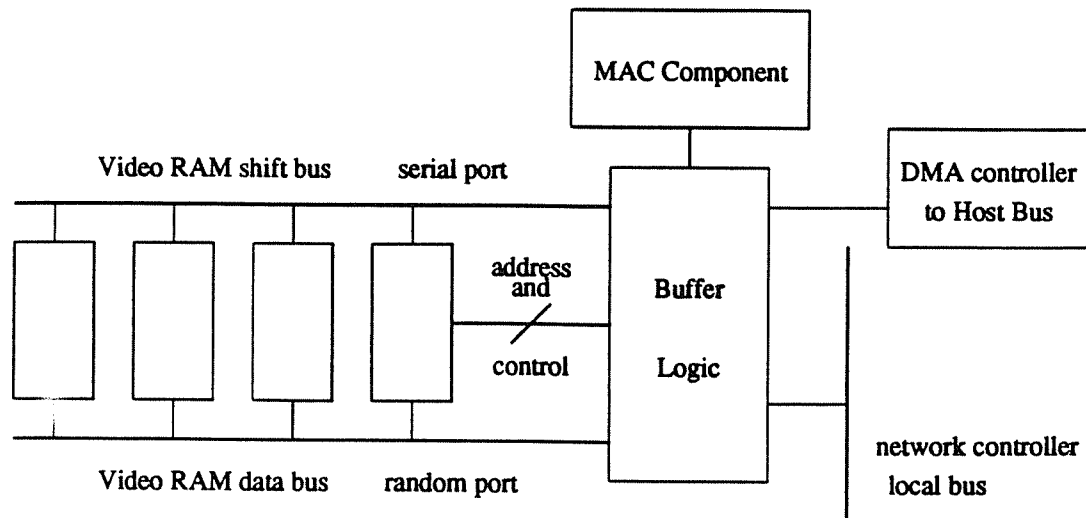 MAC Component
Video RAM shift bus
serial port
DMA controller
to Host Bus
address
and
control
Buffer
Logic
Video RAM data bus
random port
network controller
local bus